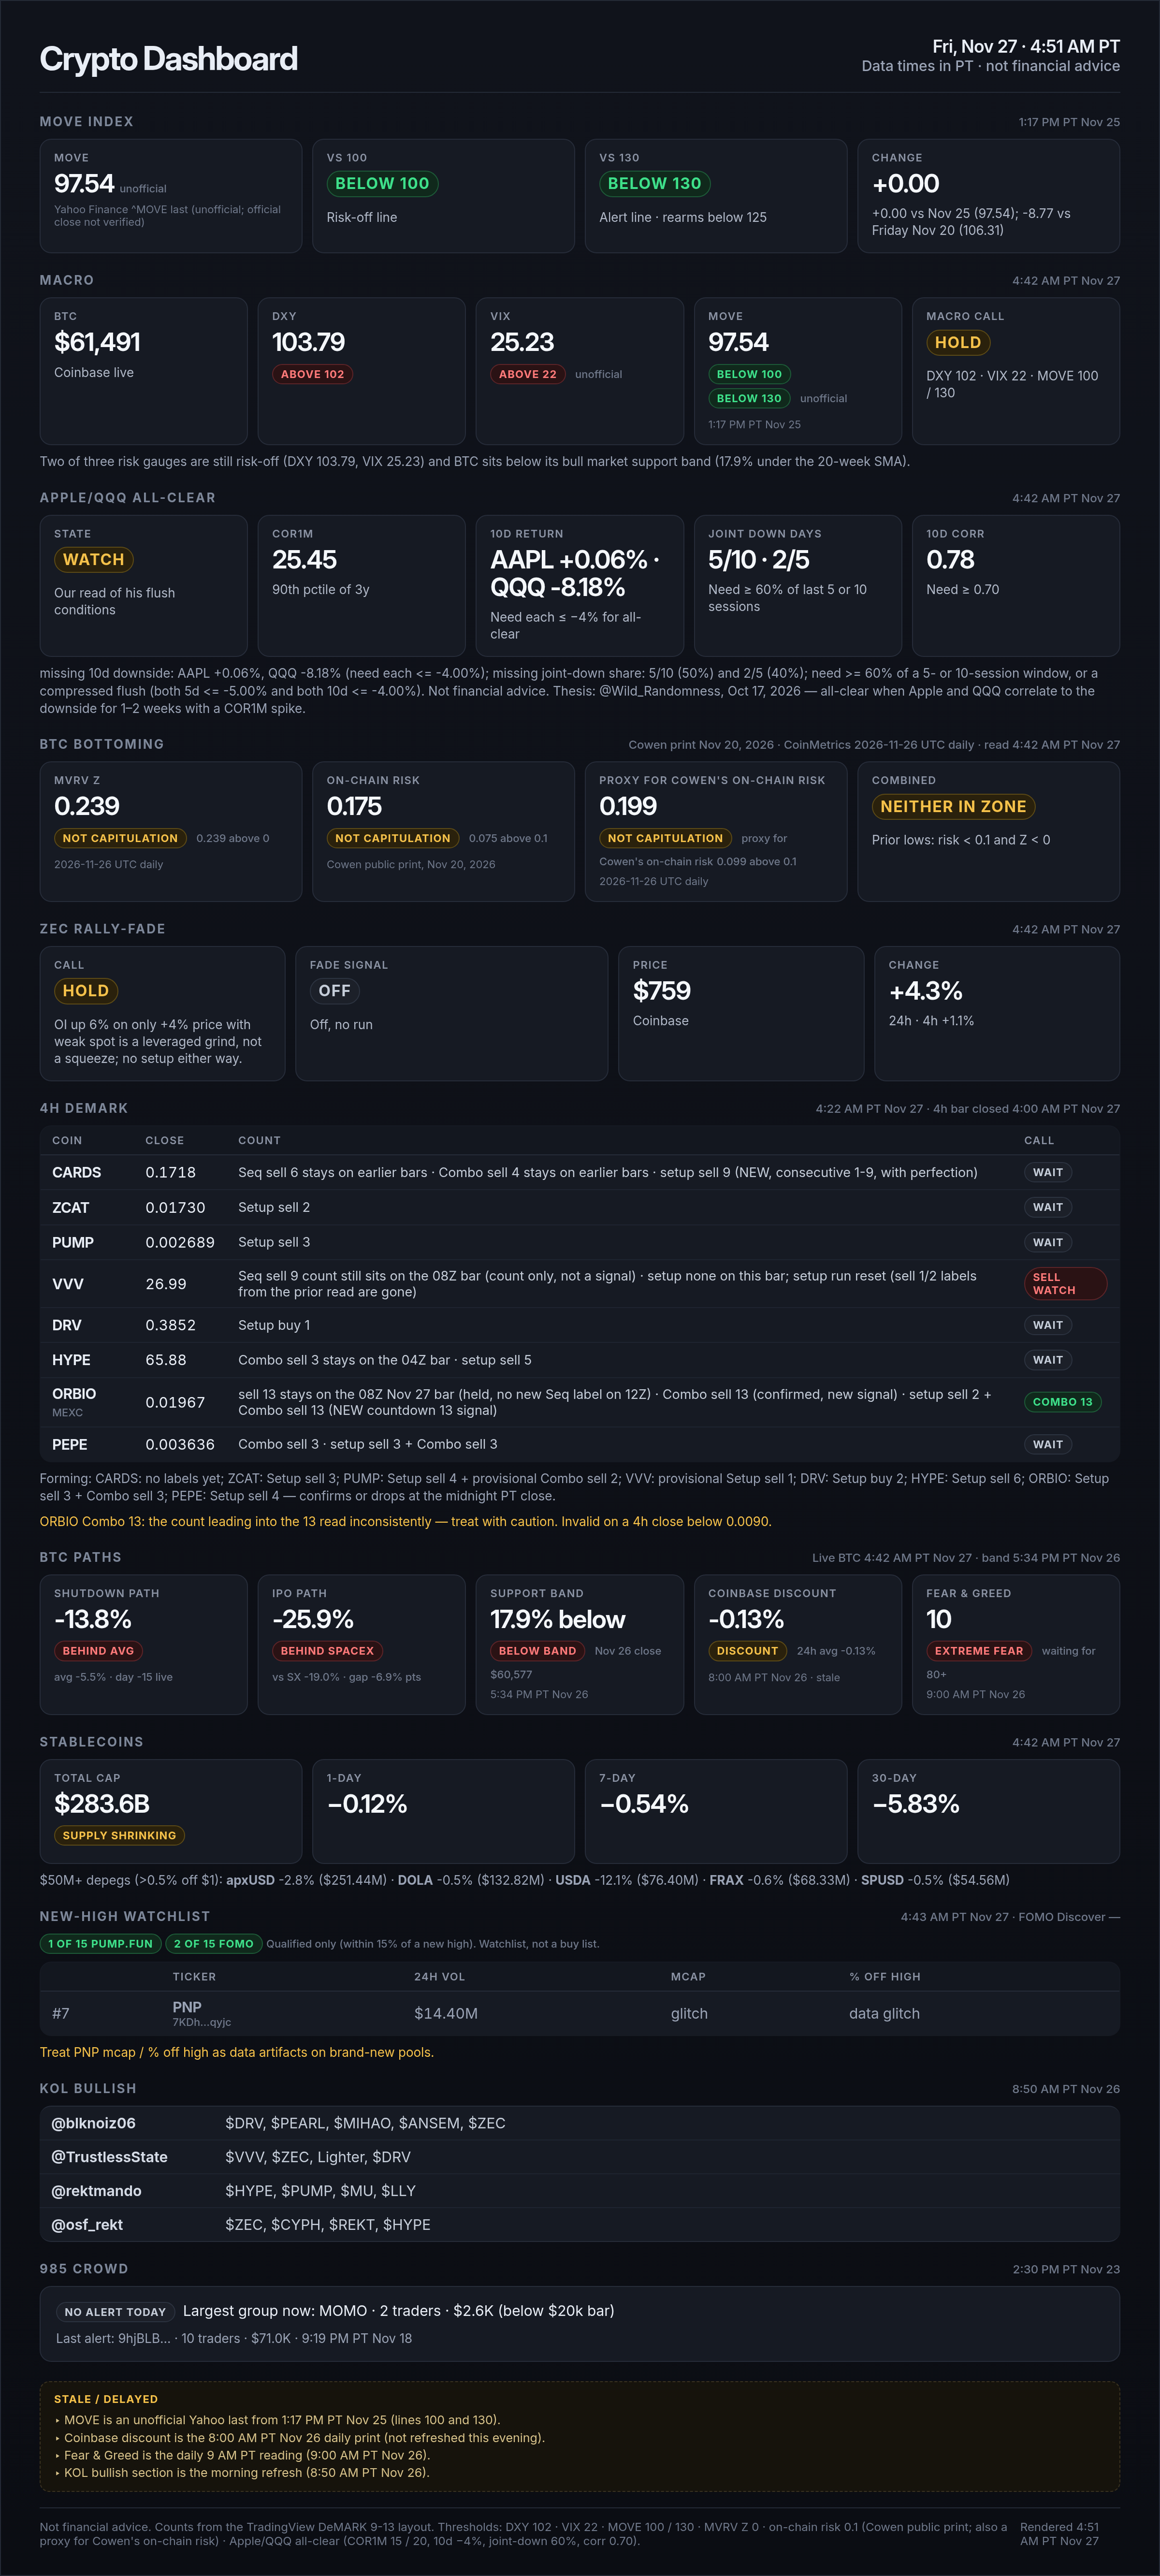 Crypto Dashboard
Fri, Nov 27 · 4:51 AM PT
Data times in PT · not financial advice
MOVE INDEX
1:17 PM PT Nov 25
MOVE
97.54 unofficial
Yahoo Finance ^MOVE last (unofficial; official
close not verified)
VS 100
BELOW 100
Risk-off line
VS 130
BELOW 130
Alert line · rearms below 125
CHANGE
+0.00
+0.00 vs Nov 25 (97.54); -8.77 vs
Friday Nov 20 (106.31)
MACRO
4:42 AM PT Nov 27
BTC
$61,491
Coinbase live
DXY
103.79
ABOVE 102
VIX
25.23
ABOVE 22 unofficial
MOVE
97.54
BELOW 100
BELOW 130 unofficial
1:17 PM PT Nov 25
MACRO CALL
HOLD
DXY 102 · VIX 22 · MOVE 100
/ 130
Two of three risk gauges are still risk-off (DXY 103.79, VIX 25.23) and BTC sits below its bull market support band (17.9% under the 20-week SMA).
APPLE/QQQ ALL-CLEAR
4:42 AM PT Nov 27
STATE
WATCH
Our read of his flush
conditions
COR1M
25.45
90th pctile of 3y
10D RETURN
AAPL +0.06% ·
QQQ -8.18%
Need each ≤ −4% for all-
clear
JOINT DOWN DAYS
5/10 · 2/5
Need ≥ 60% of last 5 or 10
sessions
10D CORR
0.78
Need ≥ 0.70
missing 10d downside: AAPL +0.06%, QQQ -8.18% (need each <= -4.00%); missing joint-down share: 5/10 (50%) and 2/5 (40%); need >= 60% of a 5- or 10-session window, or a
compressed flush (both 5d <= -5.00% and both 10d <= -4.00%). Not financial advice. Thesis: @Wild_Randomness, Oct 17, 2026 — all-clear when Apple and QQQ correlate to the
downside for 1–2 weeks with a COR1M spike.
BTC BOTTOMING
Cowen print Nov 20, 2026 · CoinMetrics 2026-11-26 UTC daily · read 4:42 AM PT Nov 27
MVRV Z
0.239
NOT CAPITULATION 0.239 above 0
2026-11-26 UTC daily
ON-CHAIN RISK
0.175
NOT CAPITULATION 0.075 above 0.1
Cowen public print, Nov 20, 2026
PROXY FOR COWEN'S ON-CHAIN RISK
0.199
NOT CAPITULATION proxy for
Cowen's on-chain risk 0.099 above 0.1
2026-11-26 UTC daily
COMBINED
NEITHER IN ZONE
Prior lows: risk < 0.1 and Z < 0
ZEC RALLY-FADE
4:42 AM PT Nov 27
CALL
HOLD
OI up 6% on only +4% price with
weak spot is a leveraged grind, not
a squeeze; no setup either way.
FADE SIGNAL
OFF
Off, no run
PRICE
$759
Coinbase
CHANGE
+4.3%
24h · 4h +1.1%
4H DEMARK
4:22 AM PT Nov 27 · 4h bar closed 4:00 AM PT Nov 27
COIN CLOSE COUNT CALL
CARDS 0.1718 Seq sell 6 stays on earlier bars · Combo sell 4 stays on earlier bars · setup sell 9 (NEW, consecutive 1-9, with perfection) WAIT
ZCAT 0.01730 Setup sell 2 WAIT
PUMP 0.002689 Setup sell 3 WAIT
VVV 26.99 Seq sell 9 count still sits on the 08Z bar (count only, not a signal) · setup none on this bar; setup run reset (sell 1/2 labels
from the prior read are gone) SELL
WATCH
DRV 0.3852 Setup buy 1 WAIT
HYPE 65.88 Combo sell 3 stays on the 04Z bar · setup sell 5 WAIT
ORBIO
MEXC
0.01967 sell 13 stays on the 08Z Nov 27 bar (held, no new Seq label on 12Z) · Combo sell 13 (confirmed, new signal) · setup sell 2 +
Combo sell 13 (NEW countdown 13 signal) COMBO 13
PEPE 0.003636 Combo sell 3 · setup sell 3 + Combo sell 3 WAIT
Forming: CARDS: no labels yet; ZCAT: Setup sell 3; PUMP: Setup sell 4 + provisional Combo sell 2; VVV: provisional Setup sell 1; DRV: Setup buy 2; HYPE: Setup sell 6; ORBIO: Setup
sell 3 + Combo sell 3; PEPE: Setup sell 4 — confirms or drops at the midnight PT close.
ORBIO Combo 13: the count leading into the 13 read inconsistently — treat with caution. Invalid on a 4h close below 0.0090.
BTC PATHS
Live BTC 4:42 AM PT Nov 27 · band 5:34 PM PT Nov 26
SHUTDOWN PATH
-13.8%
BEHIND AVG
avg -5.5% · day -15 live
IPO PATH
-25.9%
BEHIND SPACEX
vs SX -19.0% · gap -6.9% pts
SUPPORT BAND
17.9% below
BELOW BAND Nov 26 close
$60,577
5:34 PM PT Nov 26
COINBASE DISCOUNT
-0.13%
DISCOUNT 24h avg -0.13%
8:00 AM PT Nov 26 · stale
FEAR & GREED
10
EXTREME FEAR waiting for
80+
9:00 AM PT Nov 26
STABLECOINS
4:42 AM PT Nov 27
TOTAL CAP
$283.6B
SUPPLY SHRINKING
1-DAY
−0.12%
7-DAY
−0.54%
30-DAY
−5.83%
$50M+ depegs (>0.5% off $1): apxUSD -2.8% ($251.44M) · DOLA -0.5% ($132.82M) · USDA -12.1% ($76.40M) · FRAX -0.6% ($68.33M) · SPUSD -0.5% ($54.56M)
NEW-HIGH WATCHLIST
4:43 AM PT Nov 27 · FOMO Discover —
1 OF 15 PUMP.FUN 2 OF 15 FOMO Qualified only (within 15% of a new high). Watchlist, not a buy list.
TICKER 24H VOL MCAP % OFF HIGH
#7 PNP $14.40M glitch data glitch
7KDh...qyjc
Treat PNP mcap / % off high as data artifacts on brand-new pools.
KOL BULLISH
8:50 AM PT Nov 26
@blknoiz06 $DRV, $PEARL, $MIHAO, $ANSEM, $ZEC
@TrustlessState $VVV, $ZEC, Lighter, $DRV
@rektmando $HYPE, $PUMP, $MU, $LLY
@osf_rekt $ZEC, $CYPH, $REKT, $HYPE
985 CROWD
2:30 PM PT Nov 23
NO ALERT TODAY Largest group now: MOMO · 2 traders · $2.6K (below $20k bar)
Last alert: 9hjBLB... · 10 traders · $71.0K · 9:19 PM PT Nov 18
STALE / DELAYED
‣ MOVE is an unofficial Yahoo last from 1:17 PM PT Nov 25 (lines 100 and 130).
‣ Coinbase discount is the 8:00 AM PT Nov 26 daily print (not refreshed this evening).
‣ Fear & Greed is the daily 9 AM PT reading (9:00 AM PT Nov 26).
‣ KOL bullish section is the morning refresh (8:50 AM PT Nov 26).
Not financial advice. Counts from the TradingView DeMARK 9-13 layout. Thresholds: DXY 102 · VIX 22 · MOVE 100 / 130 · MVRV Z 0 · on-chain risk 0.1 (Cowen public print; also a
proxy for Cowen's on-chain risk) · Apple/QQQ all-clear (COR1M 15 / 20, 10d −4%, joint-down 60%, corr 0.70).
Rendered 4:51
AM PT Nov 27